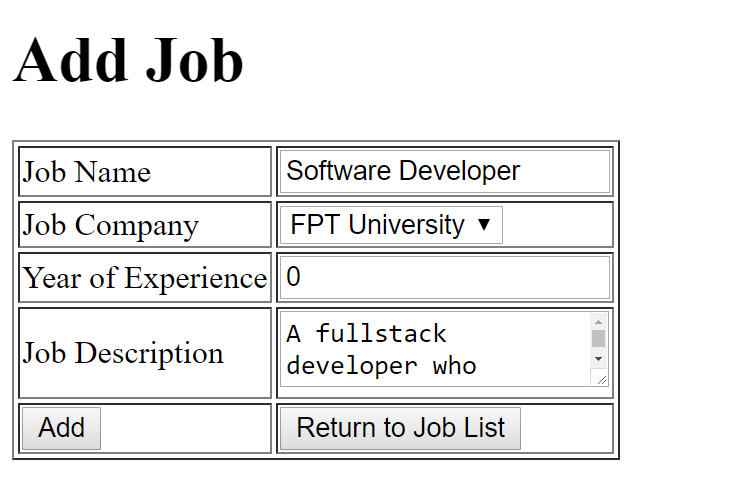 Add Job
Job Name Software Developer
Job Company FPT University
Year of Experience 0
Job Description A fullstack
developer who
Add Return to Job List